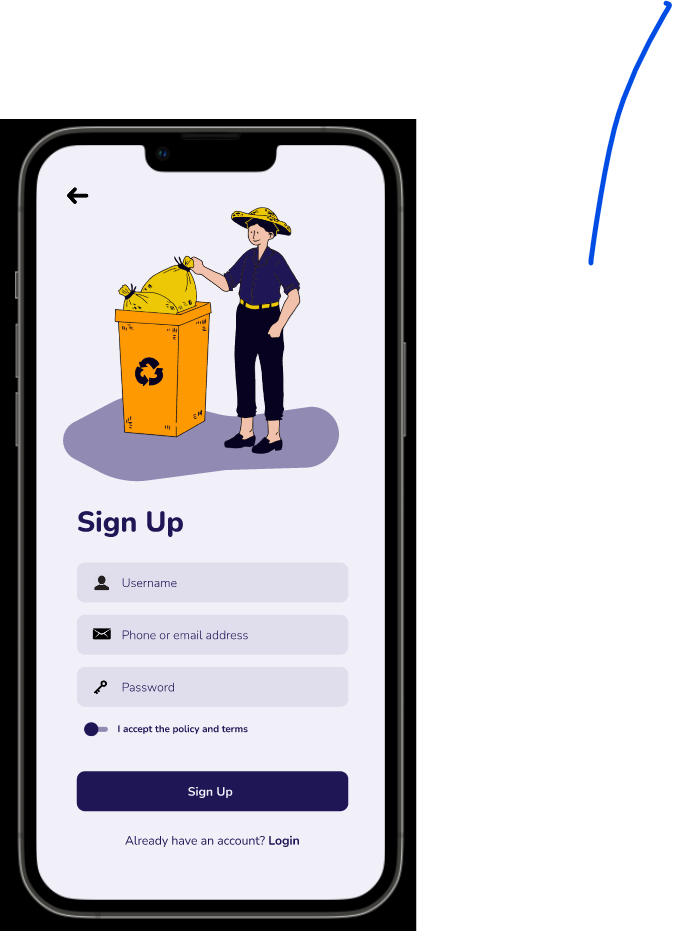 Sign Up
Username
Phone or email address
Password
I accept the policy and terms
Sign Up
Already have an account? Login